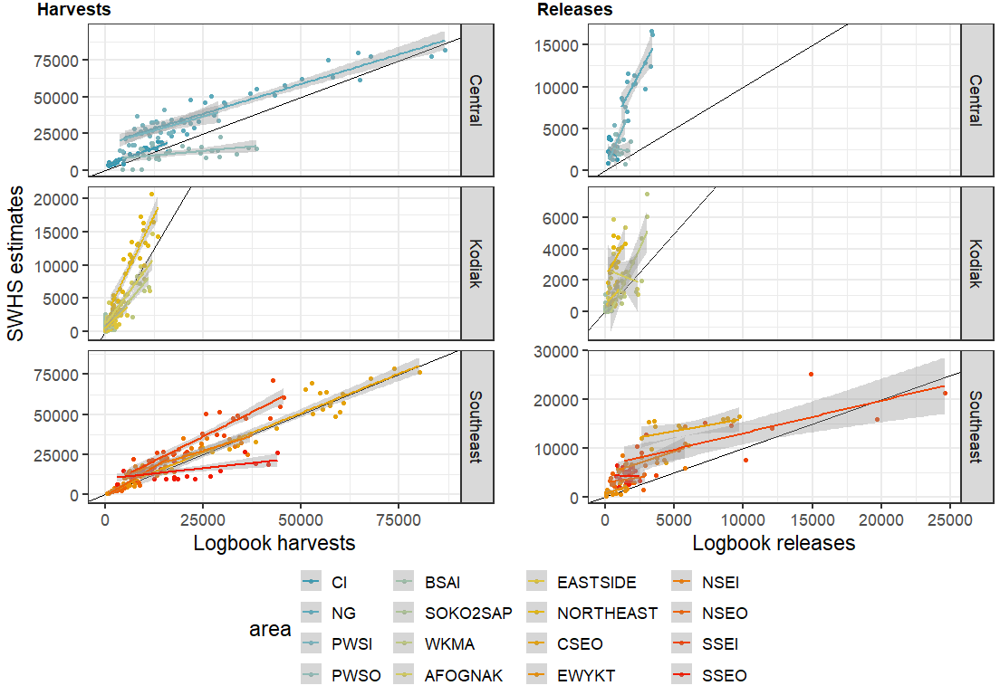 Harvests
Releases
SWHS estimates
75000
50000
25000
0
Central
15000
10000
5000
0
Central
20000
15000
10000
5000
0
Kodiak
6000
4000
2000
0
Kodiak
75000
50000
25000
0
Southeast
30000
20000
10000
0
Southeast
0 25000 50000 75000
0 5000 10000 15000 20000 25000
Logbook harvests
Logbook releases
area
CI BSAI EASTSIDE NSEI
NG SOKO2SAP NORTHEAST NSEO
PWSI WKMA CSEO SSEI
PWSO AFOGNAK EWYKT SSEO